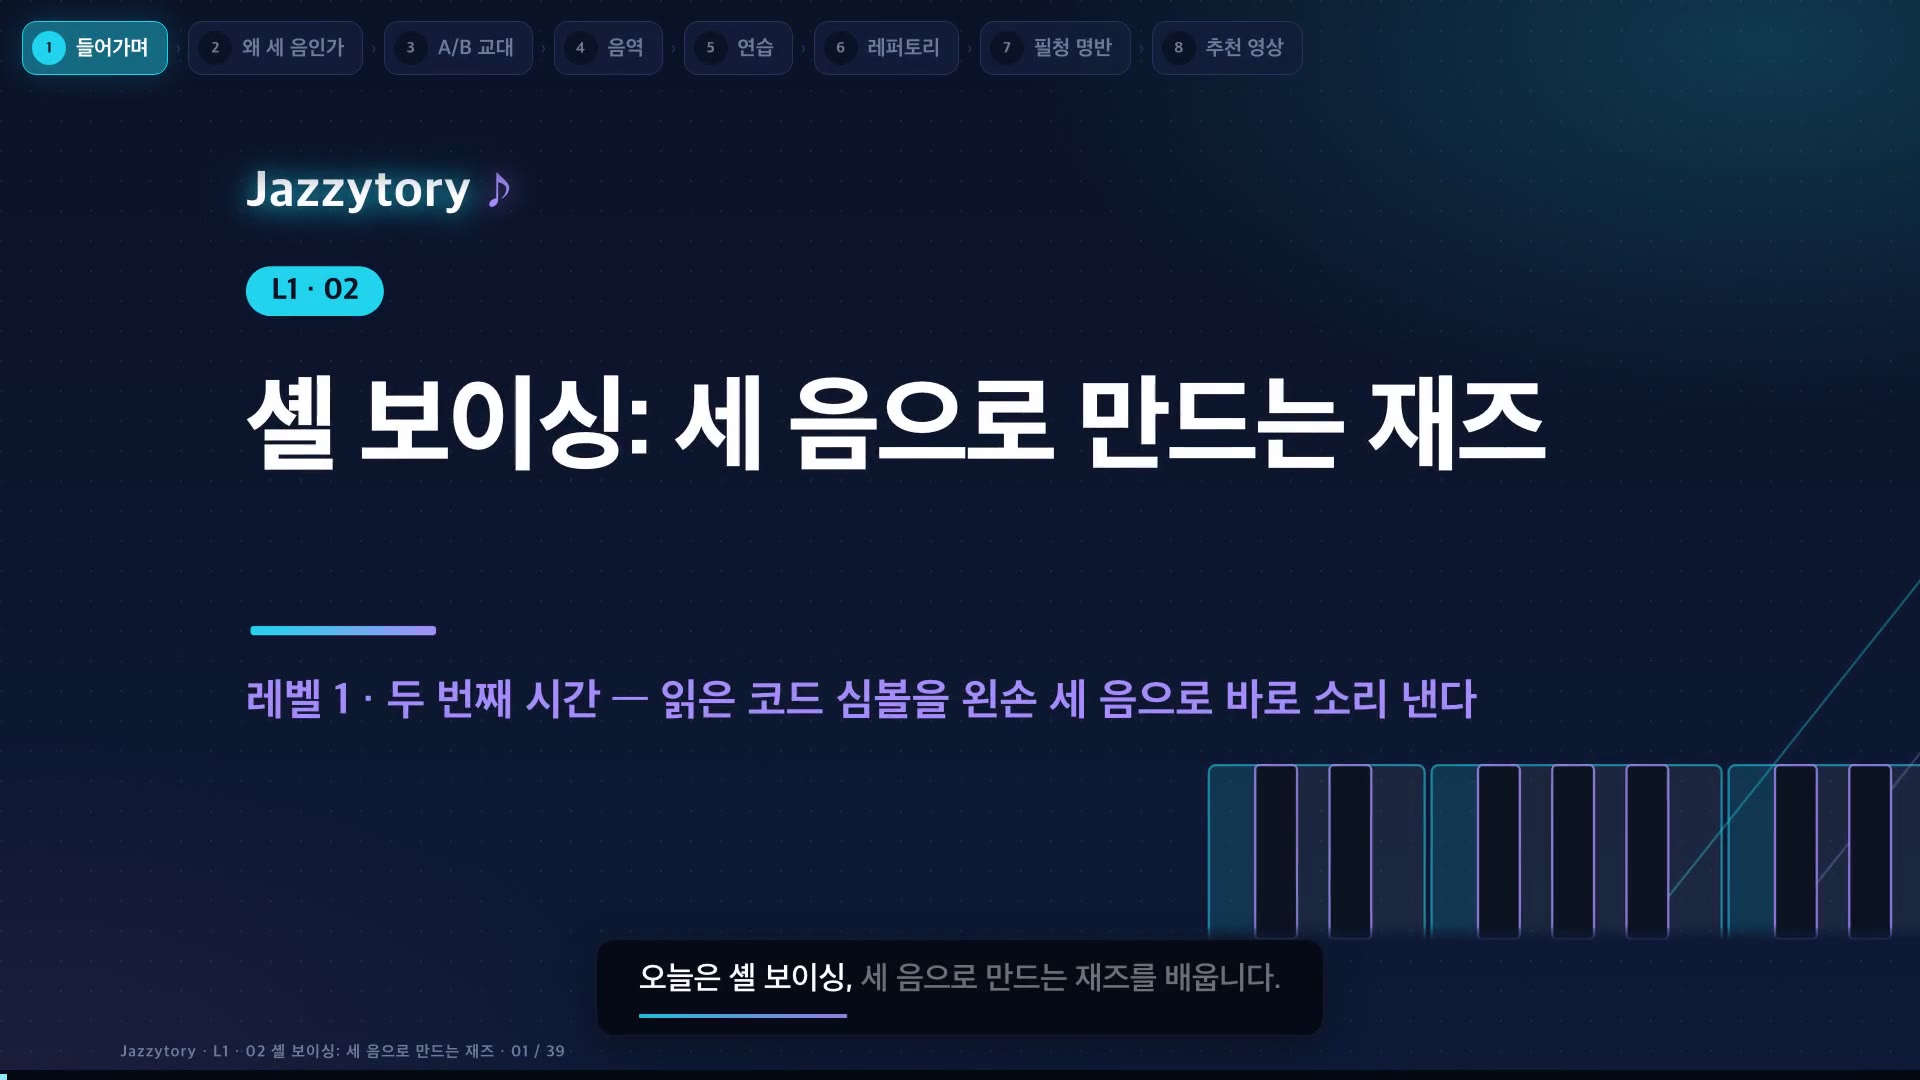 1 들어가며 › 2 왜 세 음인가 › 3 A/B 교대 › 4 음역 › 5 연습 › 6 레퍼토리 › 7 필청 명반 › 8 추천 영상
Jazzytory ♪
L1 · 02
셸 보이싱: 세 음으로 만드는 재즈
레벨 1 · 두 번째 시간 — 읽은 코드 심볼을 왼손 세 음으로 바로 소리 낸다
오늘은 셸 보이싱, 세 음으로 만드는 재즈를 배웁니다.
Jazzytory · L1 · 02 셸 보이싱: 세 음으로 만드는 재즈 · 01 / 39